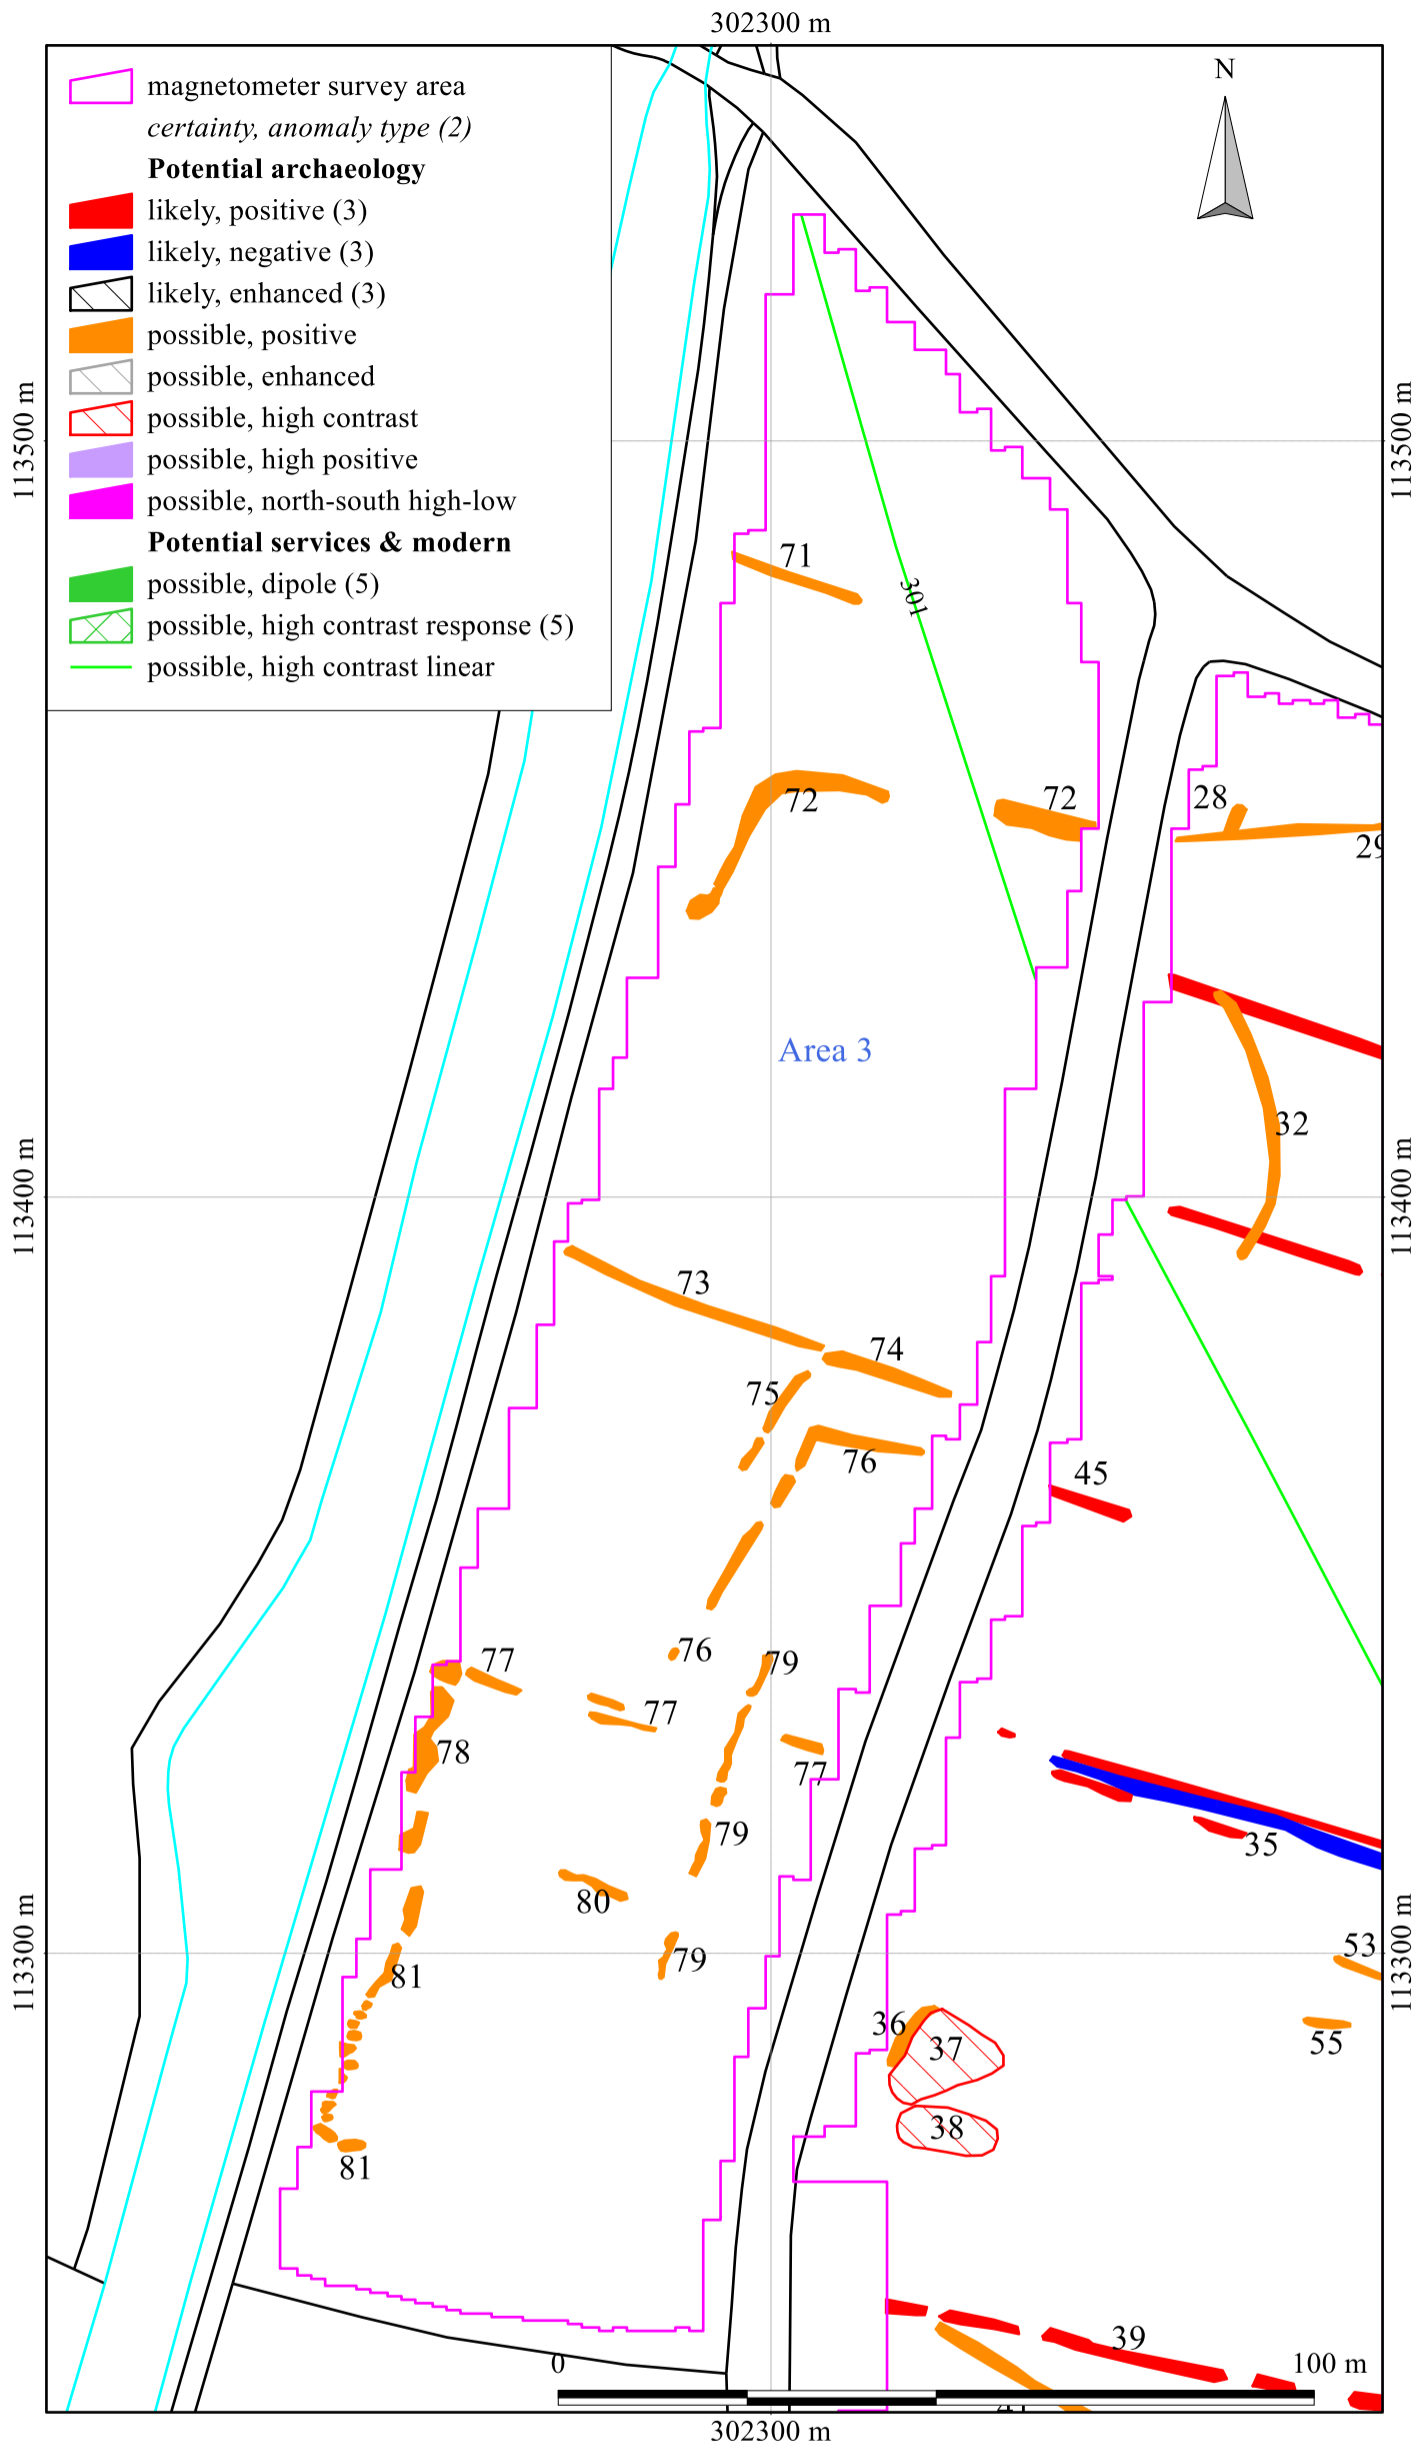 302300 m
N
magnetometer survey area
certainty, anomaly type (2)
Potential archaeology
likely, positive (3)
likely, negative (3)
likely, enhanced (3)
possible, positive
possible, enhanced
possible, high contrast
possible, high positive
possible, north-south high-low
Potential services & modern
possible, dipole (5)
possible, high contrast response (5)
possible, high contrast linear
113500 m
113500 m
71
301
72
72
28
29
Area 3
32
113400 m
113400 m
73
74
75
76
45
76
79
77
77
77
78
79
35
80
79
53
81
113300 m
113300 m
36
37
55
38
81
39
0
100 m
302300 m